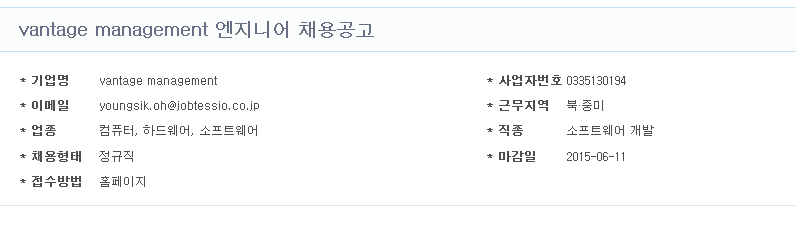 vantage management 엔지니어 채용공고
* 기업명 vantage management * 사업자번호 0335130194
* 이메일 youngsik.oh@jobtessio.co.jp * 근무지역 북·중미
* 업종 컴퓨터, 하드웨어, 소프트웨어 * 직종 소프트웨어 개발
* 채용형태 정규직 * 마감일 2015-06-11
* 접수방법 홈페이지